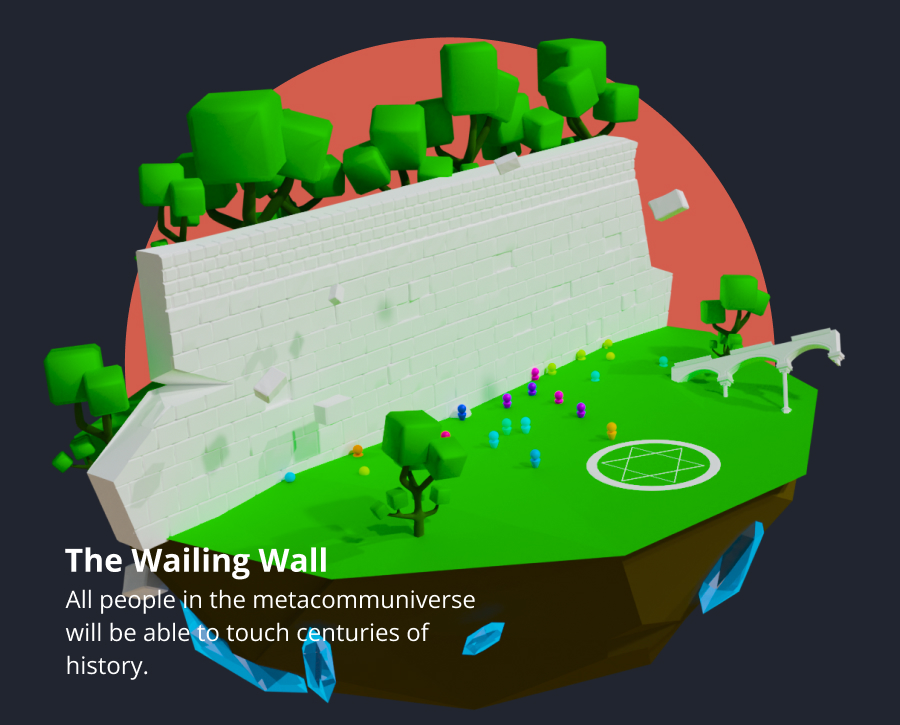 The Wailing Wall
All people in the metacommuniverse
will be able to touch centuries of
history.